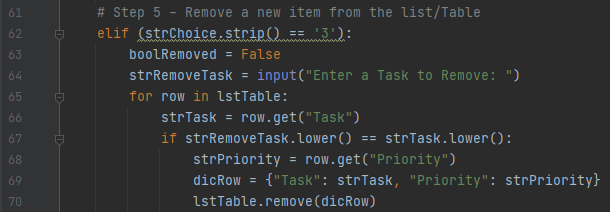 61 # Step 5 - Remove a new item from the list/Table
62 elif (strChoice.strip() == '3'):
63 boolRemoved = False
64 strRemoveTask = input("Enter a Task to Remove: ")
65 for row in lstTable:
66 strTask = row.get("Task")
67 if strRemoveTask.lower() == strTask.lower():
68 strPriority = row.get("Priority")
69 dicRow = {"Task": strTask, "Priority": strPriority}
70 lstTable.remove(dicRow)